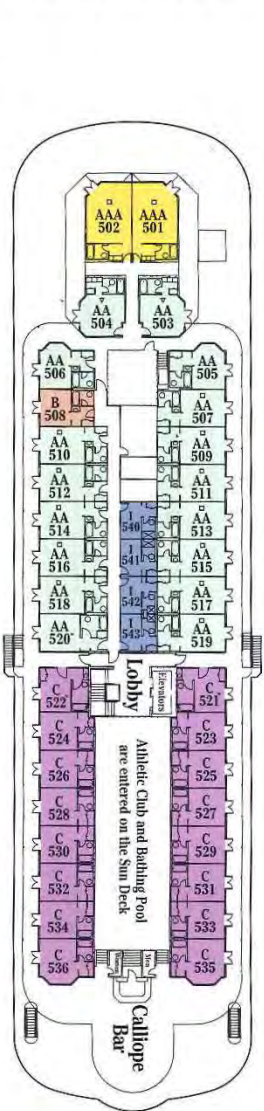 AAA 502
AAA 501
AA 504
AA 503
AA 506
AA 505
B 508
AA 507
AA 510
AA 509
AA 512
AA 511
I 540
AA 514
AA 513
I 541
AA 516
AA 515
I 542
AA 518
AA 517
I 543
AA 520
AA 519
Lobby
Elevators
C 522
C 521
C 524
C 523
C 526
C 525
C 528
C 527
C 530
C 529
C 532
C 531
C 534
C 533
C 536
C 535
Athletic Club and Bathing Pool
are entered on the Sun Deck
Men
Women
Calliope
Bar